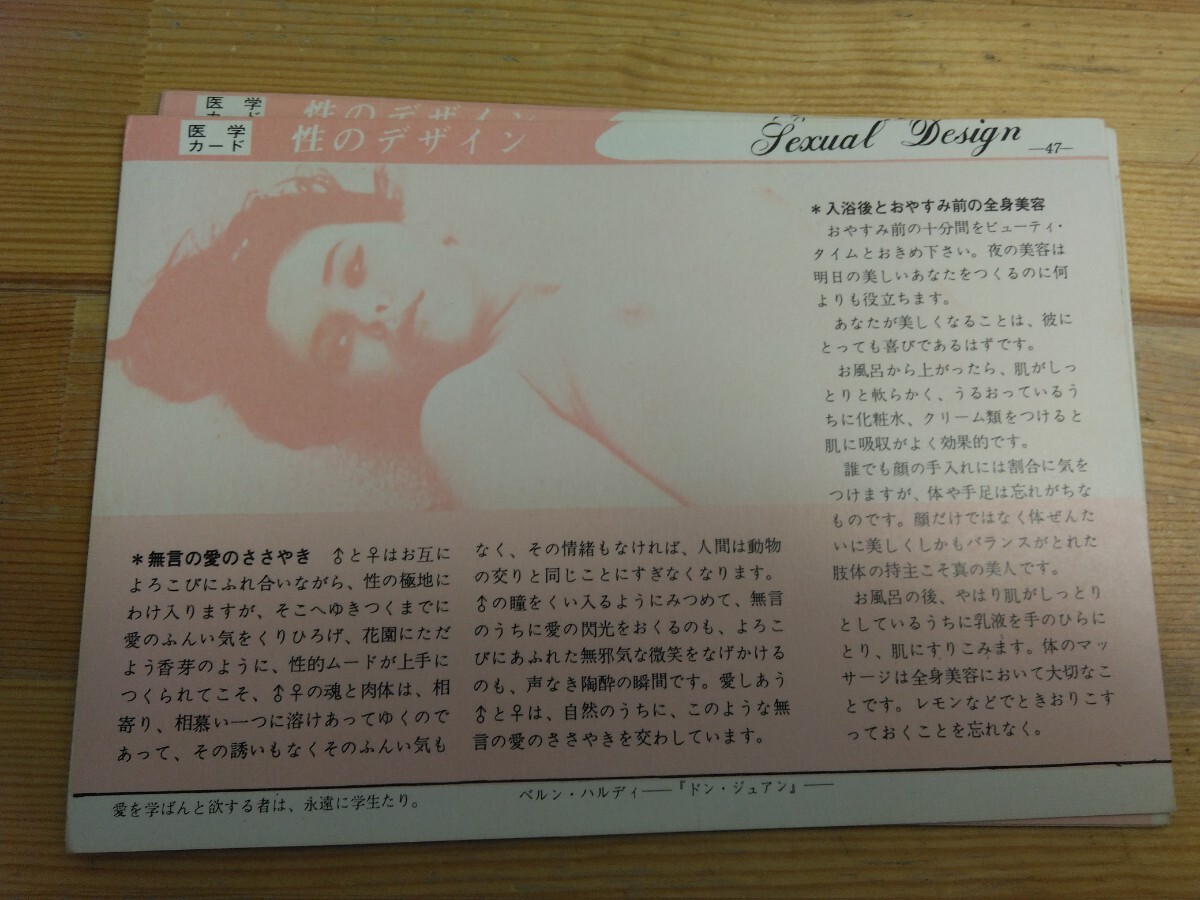 医学
カード
性のデザイン
医学
カード
性のデザイン
Sexual Design
—47—
＊無言の愛のささやき　♂と♀はお互に
よろこびにふれ合いながら、性の極地に
わけ入りますが、そこへゆきつくまでに
愛のふんい気をくりひろげ、花園にただ
よう香芽のように、性的ムードが上手に
つくられてこそ、♂♀の魂と肉体は、相
寄り、相慕い一つに溶けあってゆくので
あって、その誘いもなくそのふんい気も
なく、その情緒もなければ、人間は動物
の交りと同じことにすぎなくなります。
♂の瞳をくい入るようにみつめて、無言
のうちに愛の閃光をおくるのも、よろこ
びにあふれた無邪気な微笑をなげかける
のも、声なき陶酔の瞬間です。愛しあう
♂と♀は、自然のうちに、このような無
言の愛のささやきを交わしています。
＊入浴後とおやすみ前の全身美容
おやすみ前の十分間をビューティ・
タイムとおきめ下さい。夜の美容は
明日の美しいあなたをつくるのに何
よりも役立ちます。
あなたが美しくなることは、彼に
とっても喜びであるはずです。
お風呂から上がったら、肌がしっ
とりと軟らかく、うるおっているう
ちに化粧水、クリーム類をつけると
肌に吸収がよく効果的です。
誰でも顔の手入れには割合に気を
つけますが、体や手足は忘れがちな
ものです。顔だけではなく体ぜんた
いに美しくしかもバランスがとれた
肢体の持主こそ真の美人です。
お風呂の後、やはり肌がしっとり
としているうちに乳液を手のひらに
とり、肌にすりこみます。体のマッ
サージは全身美容において大切なこ
とです。レモンなどでときおりこす
っておくことを忘れなく。
愛を学ばんと欲する者は、永遠に学生たり。
ベルン・ハルディ——『ドン・ジュアン』——